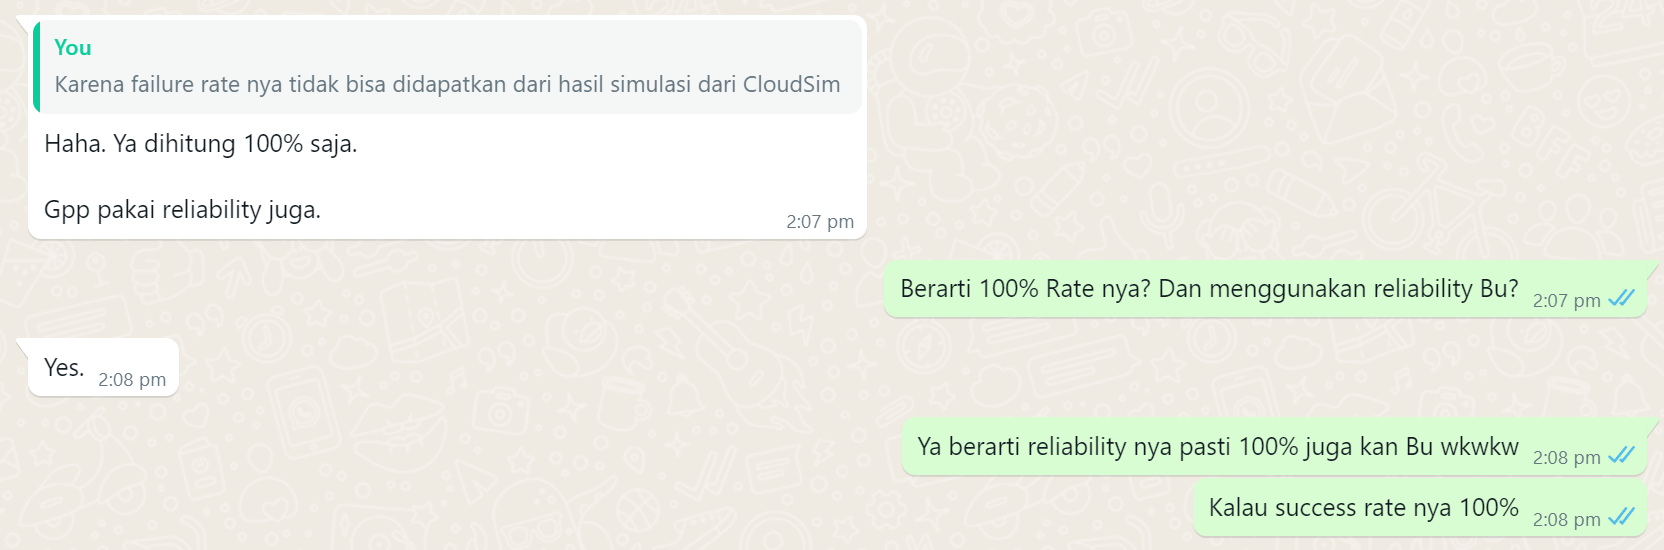 You
Karena failure rate nya tidak bisa didapatkan dari hasil simulasi dari CloudSim
Haha. Ya dihitung 100% saja.
Gpp pakai reliability juga.
2:07 pm
Berarti 100% Rate nya? Dan menggunakan reliability Bu?
2:07 pm
Yes.
2:08 pm
Ya berarti reliability nya pasti 100% juga kan Bu wkwkw
2:08 pm
Kalau success rate nya 100%
2:08 pm